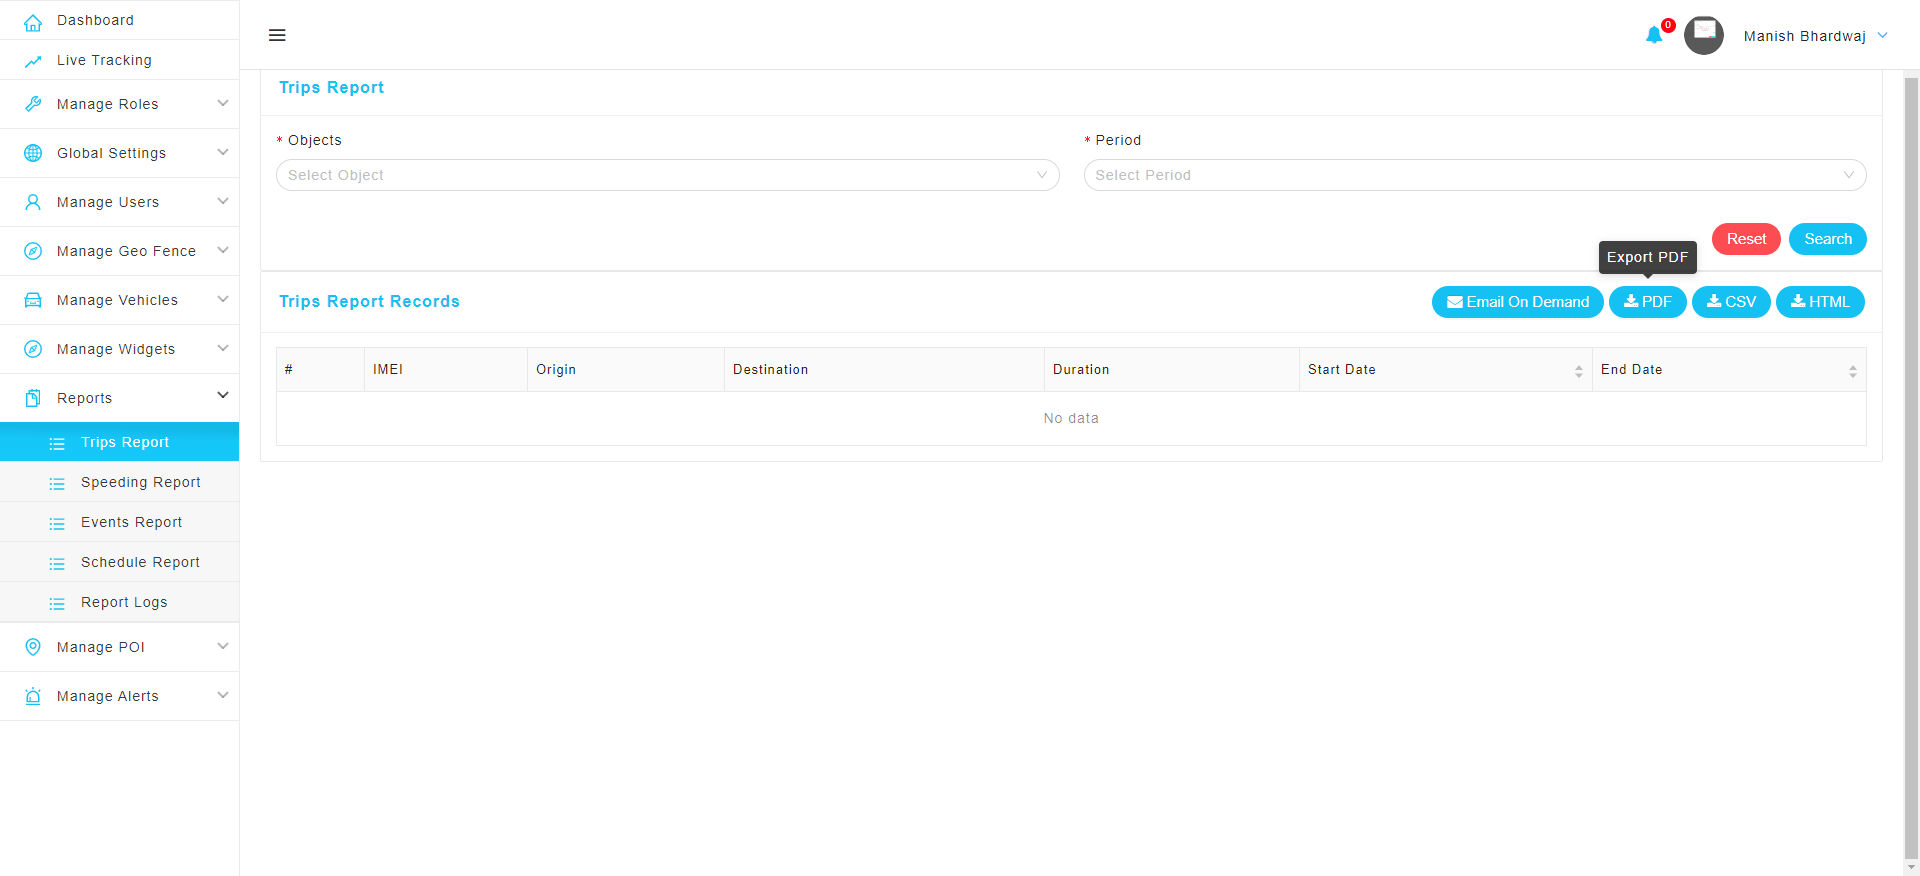 Dashboard
Live Tracking
Manage Roles
Global Settings
Manage Users
Manage Geo Fence
Manage Vehicles
Manage Widgets
Reports
Trips Report
Speeding Report
Events Report
Schedule Report
Report Logs
Manage POI
Manage Alerts
0
Manish Bhardwaj
Trips Report
* Objects
Select Object
* Period
Select Period
Reset
Search
Export PDF
Trips Report Records
Email On Demand
PDF
CSV
HTML
# IMEI Origin Destination Duration Start Date End Date
No data